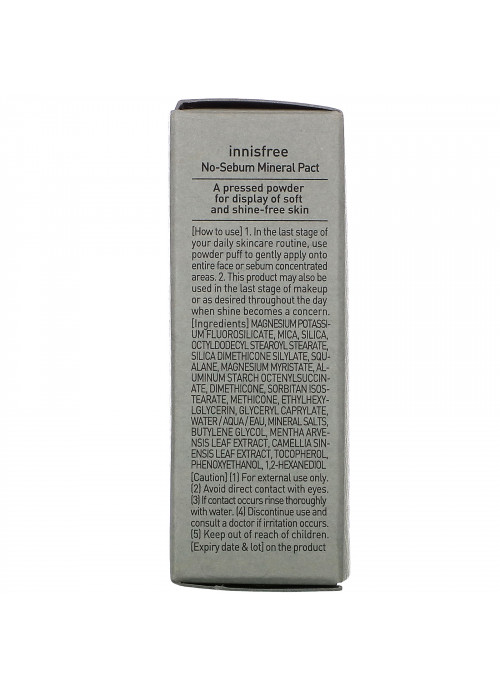 innisfree
No-Sebum Mineral Pact
A pressed powder
for display of soft
and shine-free skin
[How to use] 1. In the last stage of
your daily skincare routine, use
powder puff to gently apply onto
entire face or sebum concentrated
areas. 2. This product may also be
used in the last stage of makeup
or as desired throughout the day
when shine becomes a concern.
[Ingredients] MAGNESIUM POTASSI-
UM FLUOROSILICATE, MICA, SILICA,
OCTYLDODECYL STEAROYL STEARATE,
SILICA DIMETHICONE SILYLATE, SQU-
ALANE, MAGNESIUM MYRISTATE, AL-
UMINUM STARCH OCTENYLSUCCIN-
ATE, DIMETHICONE, SORBITAN ISOS-
TEARATE, METHICONE, ETHYLHEXY-
LGLYCERIN, GLYCERYL CAPRYLATE,
WATER / AQUA / EAU, MINERAL SALTS,
BUTYLENE GLYCOL, MENTHA ARVE-
NSIS LEAF EXTRACT, CAMELLIA SIN-
ENSIS LEAF EXTRACT, TOCOPHEROL,
PHENOXYETHANOL, 1,2-HEXANEDIOL
[Caution] (1) For external use only.
(2) Avoid direct contact with eyes.
(3) If contact occurs rinse thoroughly
with water. (4) Discontinue use and
consult a doctor if irritation occurs.
(5) Keep out of reach of children.
[Expiry date & lot] on the product